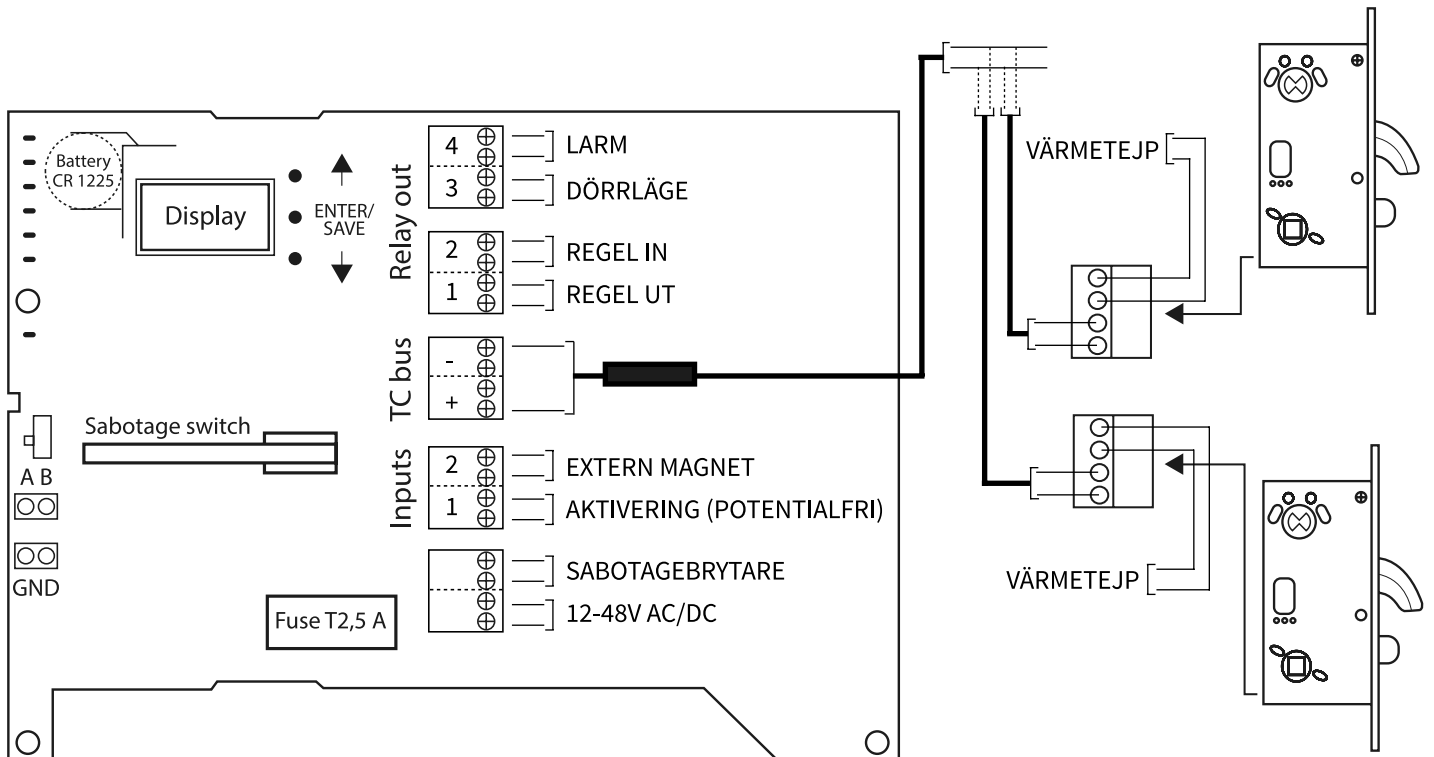 Battery
CR 1225
Display
ENTER/
SAVE
Relay out
4
LARM
3
DÖRRLÄGE
2
REGEL IN
1
REGEL UT
TC bus
-
+
Sabotage switch
A B
GND
Inputs
2
EXTERN MAGNET
1
AKTIVERING (POTENTIALFRI)
SABOTAGEBRYTARE
12-48V AC/DC
Fuse T2,5 A
VÄRMETEJP
VÄRMETEJP